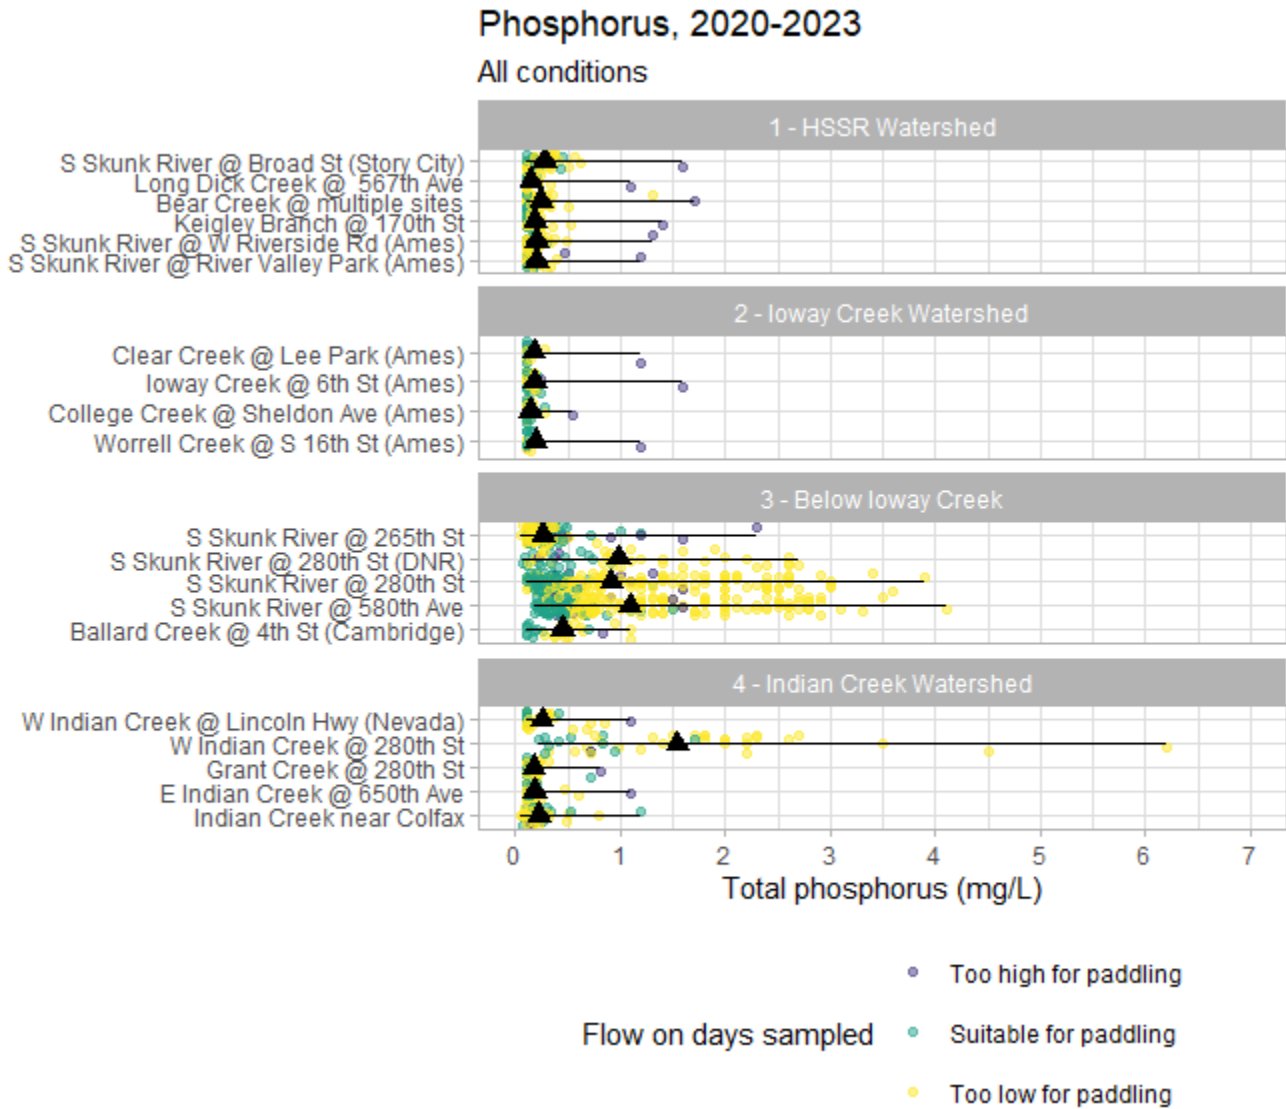 Phosphorus, 2020-2023
All conditions
1 - HSSR Watershed
S Skunk River @ Broad St (Story City)
Long Dick Creek @  567th Ave
Bear Creek @ multiple sites
Keigley Branch @ 170th St
S Skunk River @ W Riverside Rd (Ames)
S Skunk River @ River Valley Park (Ames)
2 - Ioway Creek Watershed
Clear Creek @ Lee Park (Ames)
Ioway Creek @ 6th St (Ames)
College Creek @ Sheldon Ave (Ames)
Worrell Creek @ S 16th St (Ames)
3 - Below Ioway Creek
S Skunk River @ 265th St
S Skunk River @ 280th St (DNR)
S Skunk River @ 280th St
S Skunk River @ 580th Ave
Ballard Creek @ 4th St (Cambridge)
4 - Indian Creek Watershed
W Indian Creek @ Lincoln Hwy (Nevada)
W Indian Creek @ 280th St
Grant Creek @ 280th St
E Indian Creek @ 650th Ave
Indian Creek near Colfax
0 1 2 3 4 5 6 7
Total phosphorus (mg/L)
Too high for paddling
Flow on days sampled
Suitable for paddling
Too low for paddling